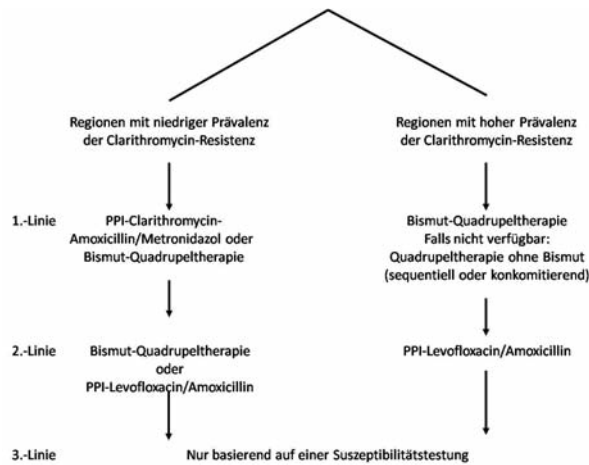 Regionen mit niedriger Prävalenz
der Clarithromycin-Resistenz
Regionen mit hoher Prävalenz
der Clarithromycin-Resistenz
1.-Linie
PPI-Clarithromycin-
Amoxicillin/Metronidazol oder
Bismut-Quadrupeltherapie
Bismut-Quadrupeltherapie
Falls nicht verfügbar:
Quadrupeltherapie ohne Bismut
(sequentiell oder konkomitierend)
2.-Linie
Bismut-Quadrupeltherapie
oder
PPI-Levofloxacin/Amoxicillin
PPI-Levofloxacin/Amoxicillin
3.-Linie
Nur basierend auf einer Suszeptibilitätstestung